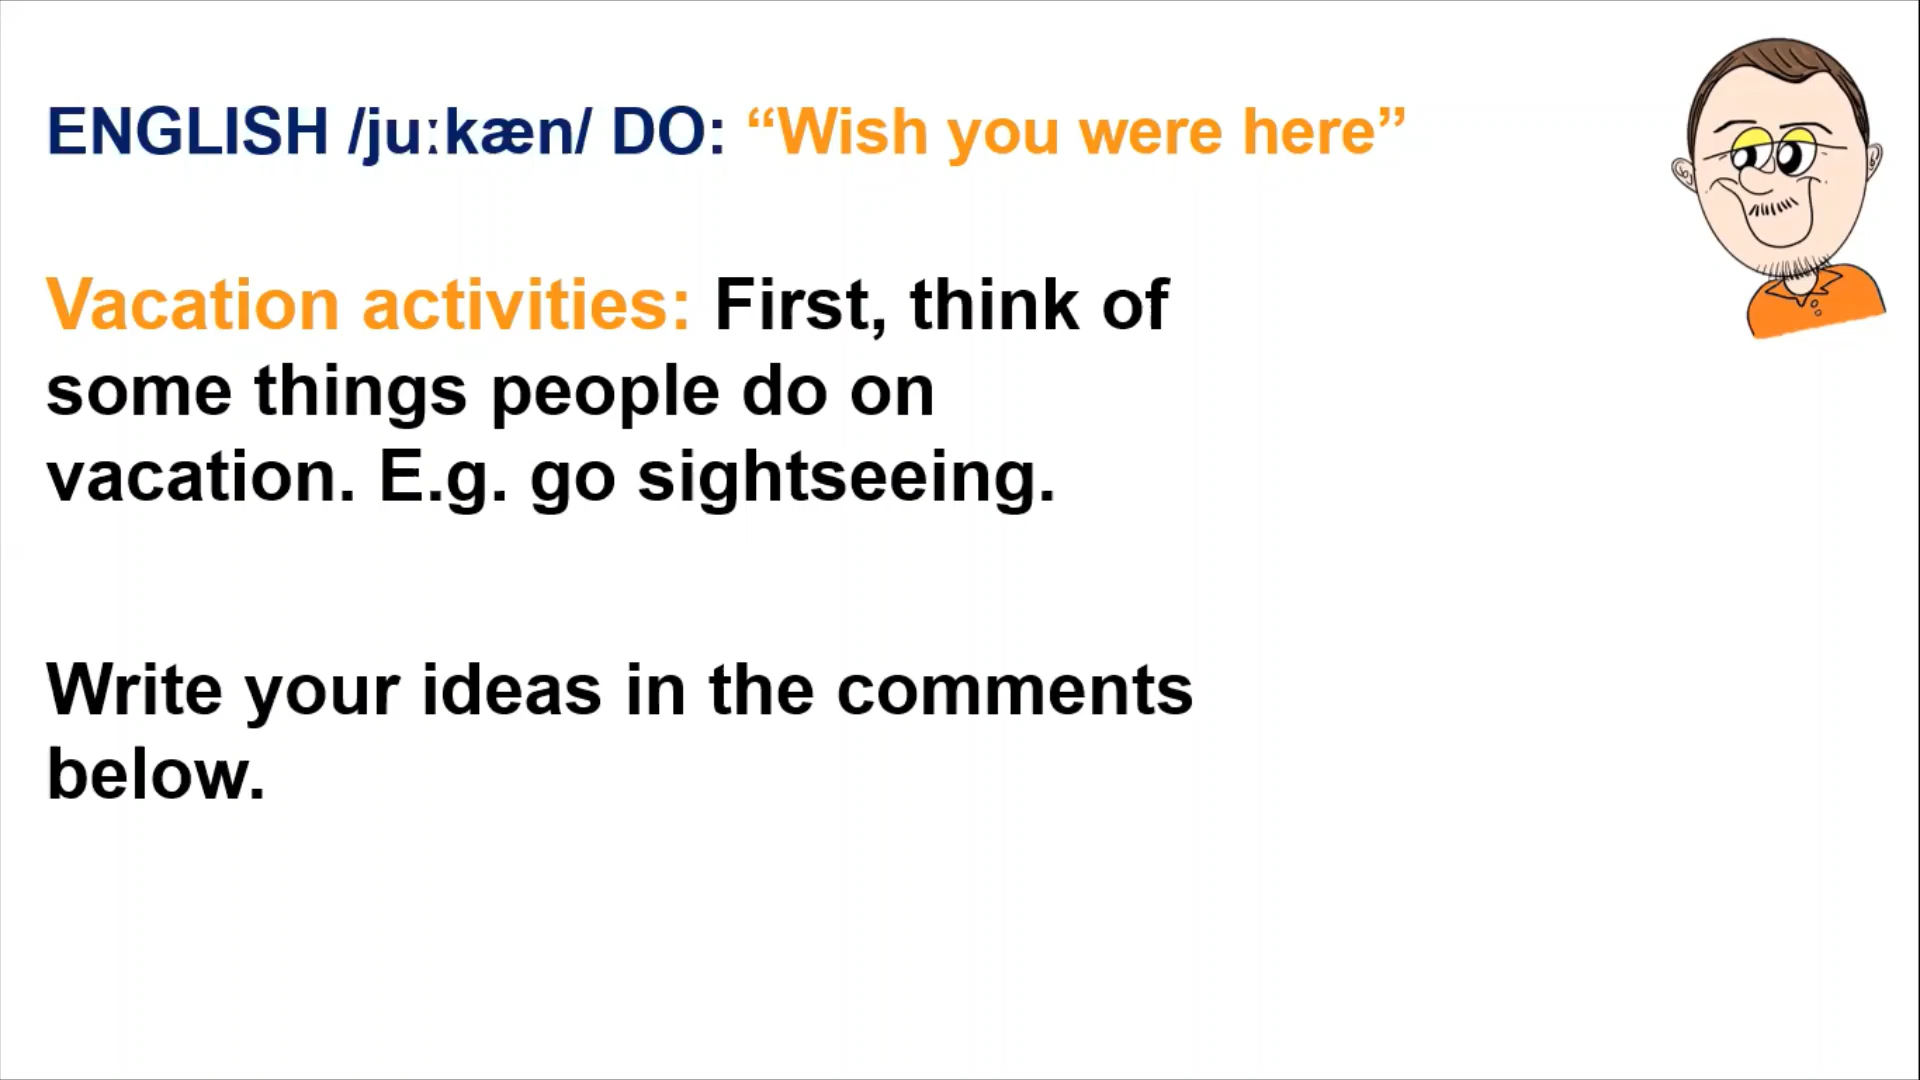 ENGLISH /juːkæn/ DO: “Wish you were here”
Vacation activities: First, think of
some things people do on
vacation. E.g. go sightseeing.
Write your ideas in the comments
below.